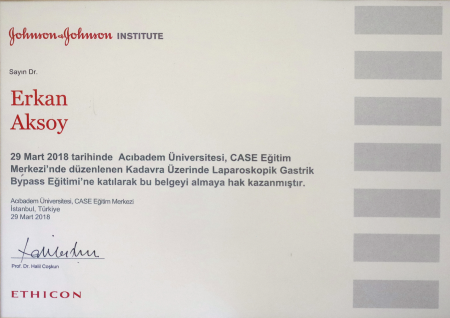 Johnson & Johnson INSTITUTE
Sayın Dr.
Erkan
Aksoy
29 Mart 2018 tarihinde Acıbadem Üniversitesi, CASE Eğitim
Merkezi'nde düzenlenen Kadavra Üzerinde Laparoskopik Gastrik
Bypass Eğitimi'ne katılarak bu belgeyi almaya hak kazanmıştır.
Acıbadem Üniversitesi, CASE Eğitim Merkezi
İstanbul, Türkiye
29 Mart 2018
Prof. Dr. Halil Coşkun
ETHICON